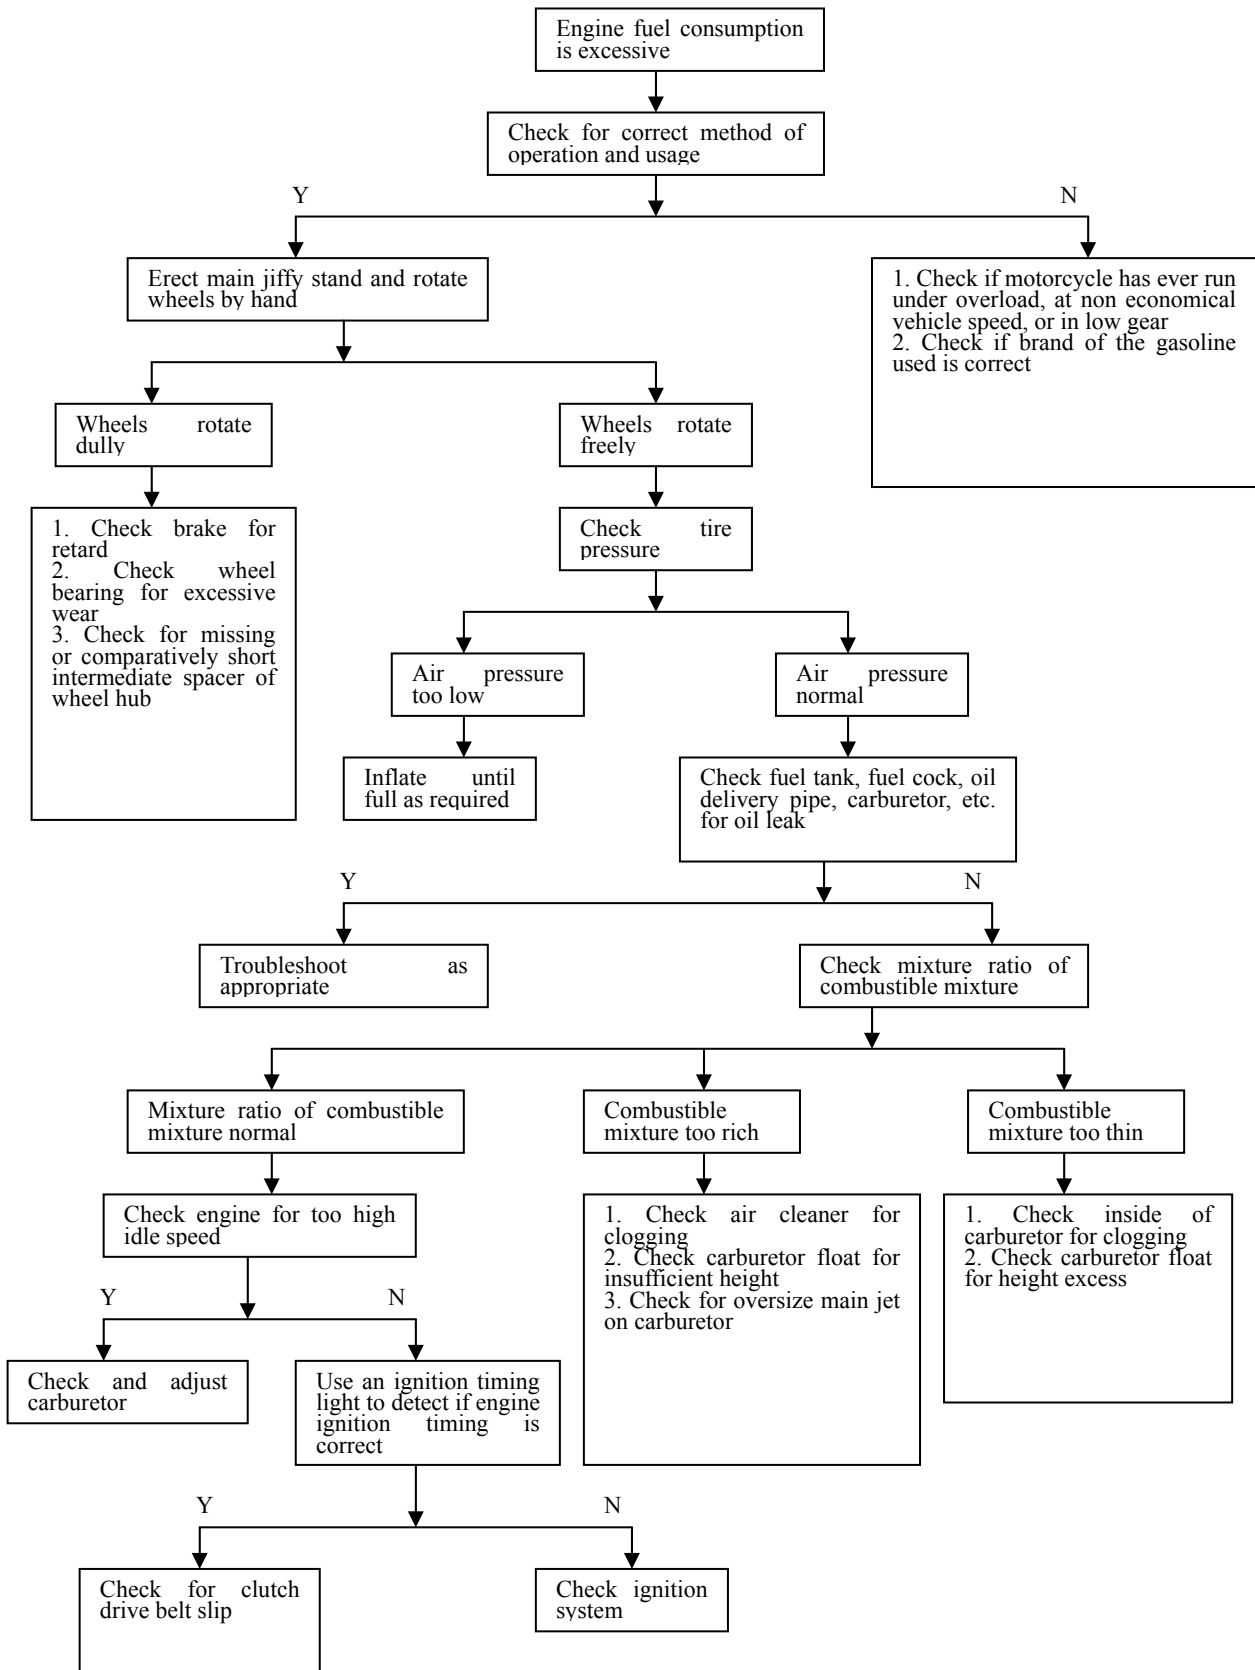 Engine fuel consumption
is excessive
Check for correct method of
operation and usage
Y
N
Erect main jiffy stand and rotate
wheels by hand
1. Check if motorcycle has ever run
under overload, at non economical
vehicle speed, or in low gear
2. Check if brand of the gasoline
used is correct
Wheels rotate
dully
Wheels rotate
freely
1. Check brake for
retard
2. Check wheel
bearing for excessive
wear
3. Check for missing
or comparatively short
intermediate spacer of
wheel hub
Check tire
pressure
Air pressure
too low
Air pressure
normal
Inflate until
full as required
Check fuel tank, fuel cock, oil
delivery pipe, carburetor, etc.
for oil leak
Y
N
Troubleshoot as
appropriate
Check mixture ratio of
combustible mixture
Mixture ratio of combustible
mixture normal
Combustible
mixture too rich
Combustible
mixture too thin
Check engine for too high
idle speed
1. Check air cleaner for
clogging
2. Check carburetor float for
insufficient height
3. Check for oversize main jet
on carburetor
1. Check inside of
carburetor for clogging
2. Check carburetor float
for height excess
Y
N
Check and adjust
carburetor
Use an ignition timing
light to detect if engine
ignition timing is
correct
Y
N
Check for clutch
drive belt slip
Check ignition
system